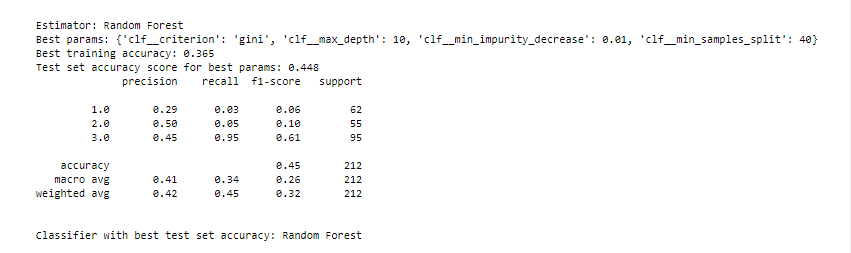 Estimator: Random Forest
Best params: {'clf__criterion': 'gini', 'clf__max_depth': 10, 'clf__min_impurity_decrease': 0.01, 'clf__min_samples_split': 40}
Best training accuracy: 0.365
Test set accuracy score for best params: 0.448
precision recall f1-score support
1.0 0.29 0.03 0.06 62
2.0 0.50 0.05 0.10 55
3.0 0.45 0.95 0.61 95
accuracy 0.45 212
macro avg 0.41 0.34 0.26 212
weighted avg 0.42 0.45 0.32 212
Classifier with best test set accuracy: Random Forest